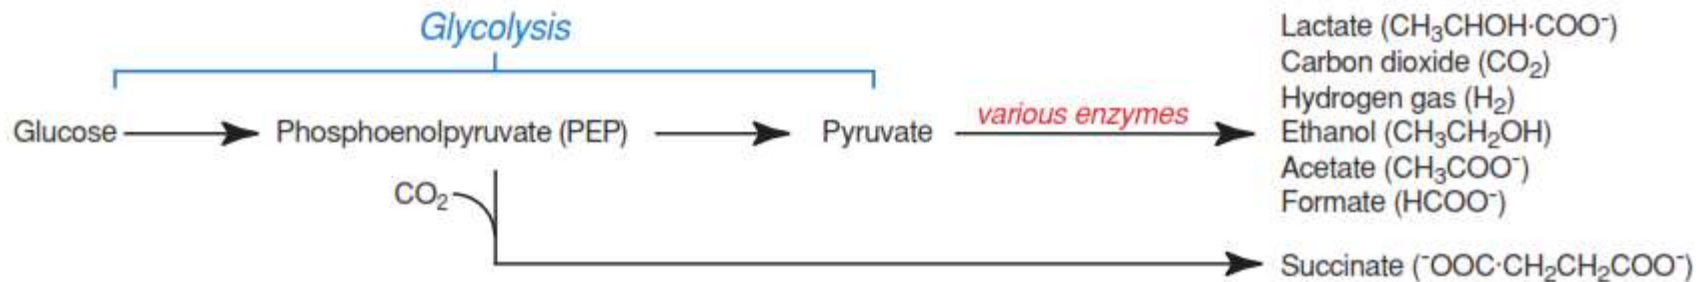 Glycolysis
Glucose
Phosphoenolpyruvate (PEP)
Pyruvate
various enzymes
Lactate (CH₃CHOH·COO⁻)
Carbon dioxide (CO₂)
Hydrogen gas (H₂)
Ethanol (CH₃CH₂OH)
Acetate (CH₃COO⁻)
Formate (HCOO⁻)
CO₂
Succinate (⁻OOC·CH₂CH₂COO⁻)